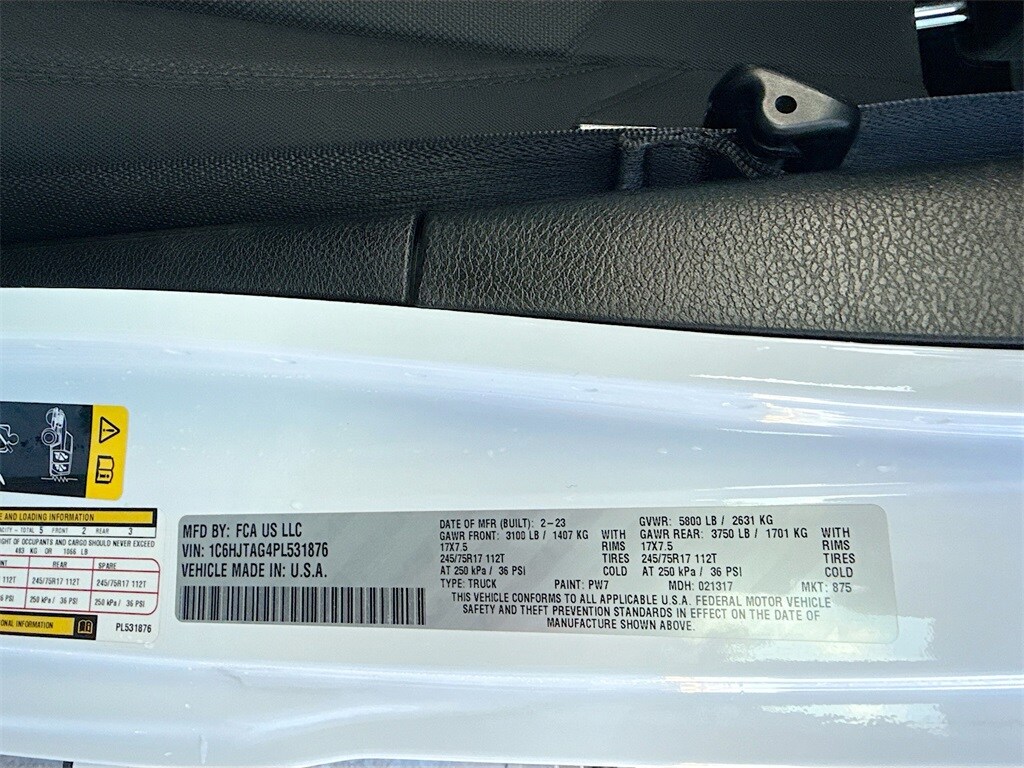 E AND LOADING INFORMATION
TOTAL 5 FRONT 2 REAR 3
OF OCCUPANTS AND CARGO SHOULD NEVER EXCEED
483 KG OR 1066 LB
REAR SPARE
112T 245/75R17 112T 245/75R17 112T
PSI 250 kPa / 36 PSI 250 kPa / 36 PSI
INFORMATION PL531876
MFD BY: FCA US LLC
VIN: 1C6HJTAG4PL531876
VEHICLE MADE IN: U.S.A.
DATE OF MFR (BUILT): 2-23 GVWR: 5800 LB / 2631 KG
GAWR FRONT: 3100 LB / 1407 KG WITH GAWR REAR: 3750 LB / 1701 KG WITH
17X7.5 RIMS 17X7.5 RIMS
245/75R17 112T TIRES 245/75R17 112T TIRES
AT 250 kPa / 36 PSI COLD AT 250 kPa / 36 PSI COLD
TYPE: TRUCK PAINT: PW7 MDH: 021317 MKT: 875
THIS VEHICLE CONFORMS TO ALL APPLICABLE U.S.A. FEDERAL MOTOR VEHICLE
SAFETY AND THEFT PREVENTION STANDARDS IN EFFECT ON THE DATE OF
MANUFACTURE SHOWN ABOVE.